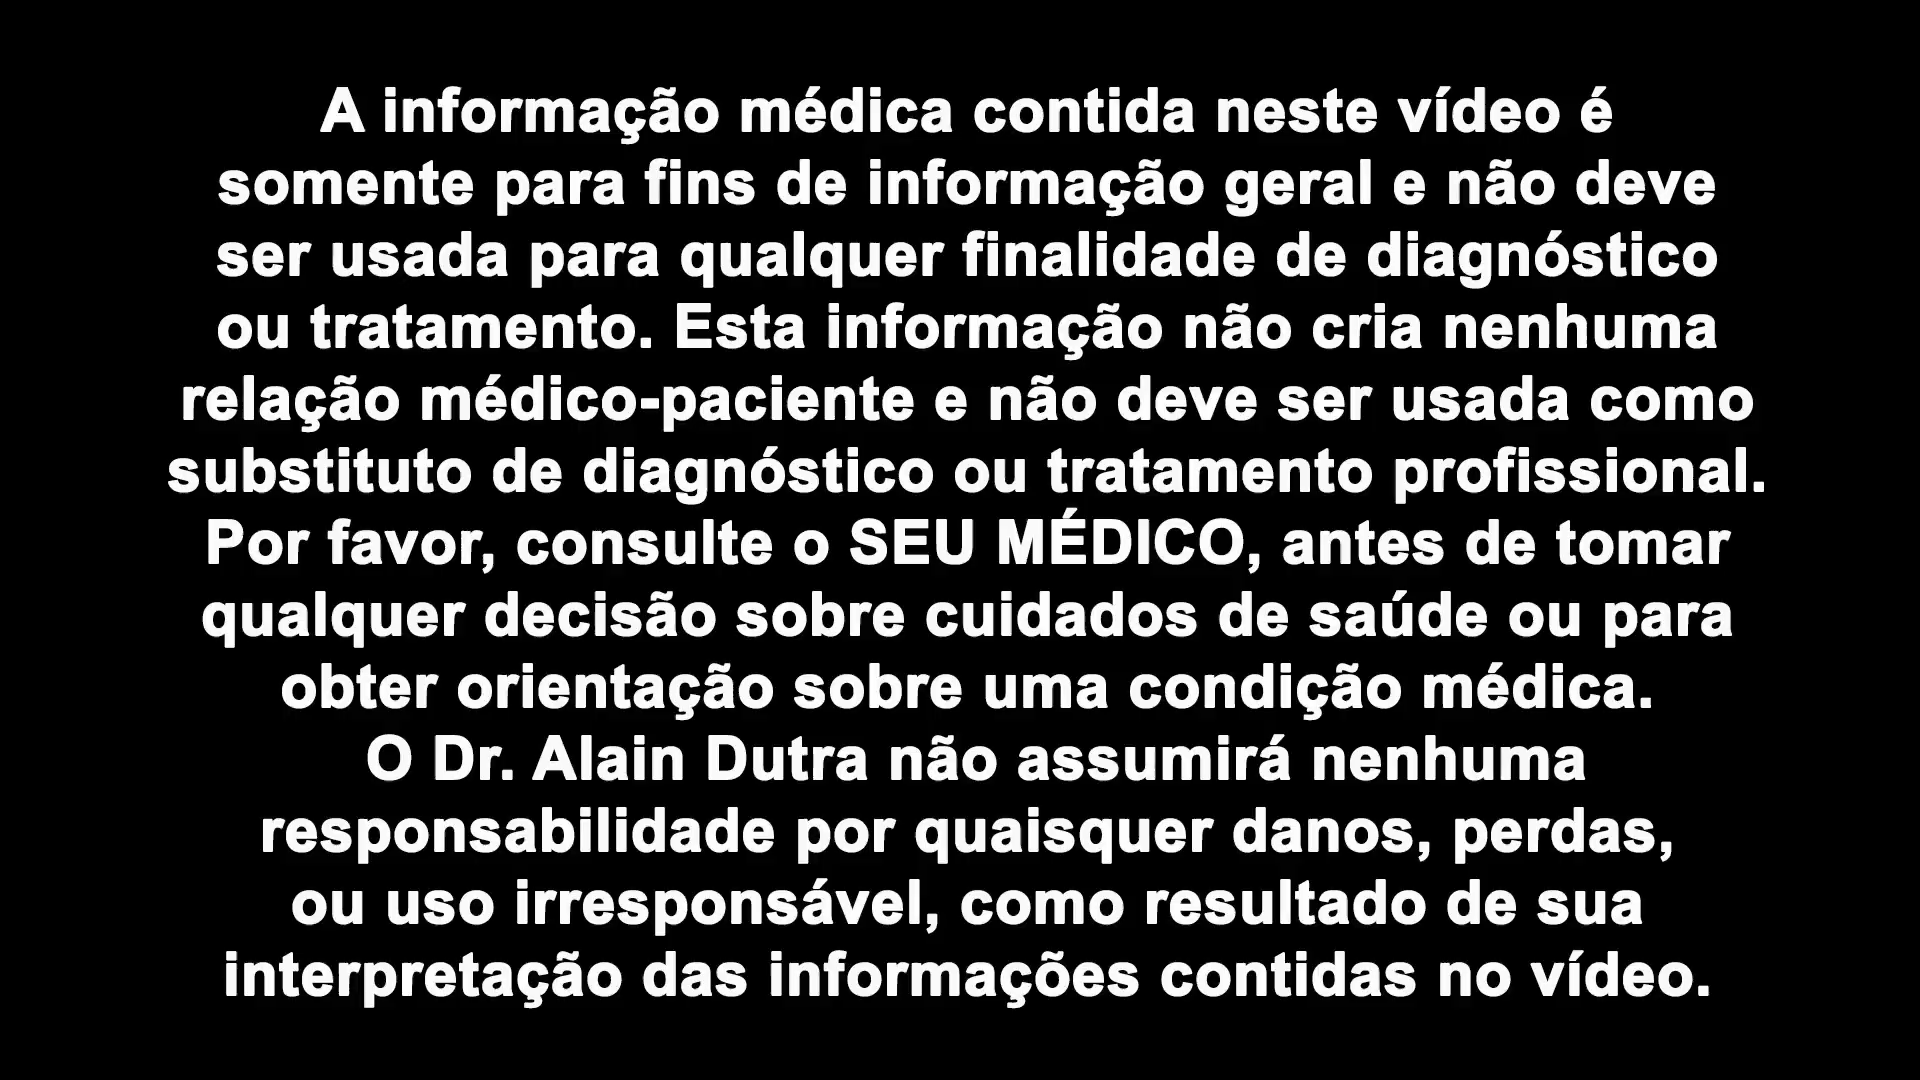 A informação médica contida neste vídeo é
somente para fins de informação geral e não deve
ser usada para qualquer finalidade de diagnóstico
ou tratamento. Esta informação não cria nenhuma
relação médico-paciente e não deve ser usada como
substituto de diagnóstico ou tratamento profissional.
Por favor, consulte o SEU MÉDICO, antes de tomar
qualquer decisão sobre cuidados de saúde ou para
obter orientação sobre uma condição médica.
O Dr. Alain Dutra não assumirá nenhuma
responsabilidade por quaisquer danos, perdas,
ou uso irresponsável, como resultado de sua
interpretação das informações contidas no vídeo.